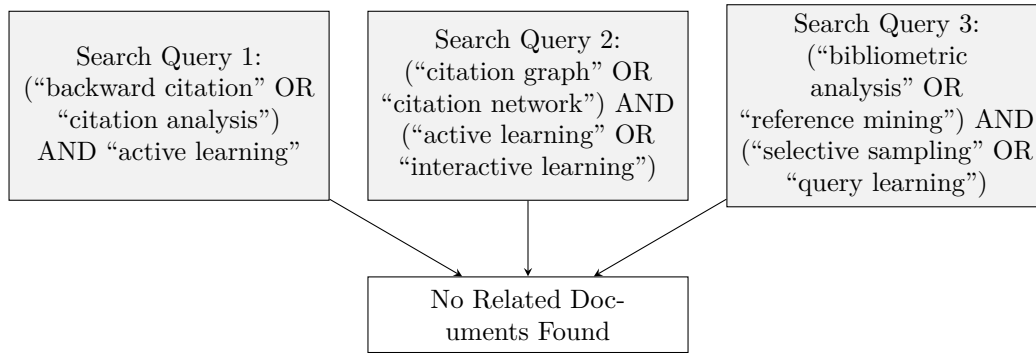 Search Query 1:
(“backward citation” OR
“citation analysis”)
AND “active learning”
Search Query 2:
(“citation graph” OR
“citation network”) AND
(“active learning” OR
“interactive learning”)
Search Query 3:
(“bibliometric
analysis” OR
“reference mining”) AND
(“selective sampling” OR
“query learning”)
No Related Doc-
uments Found